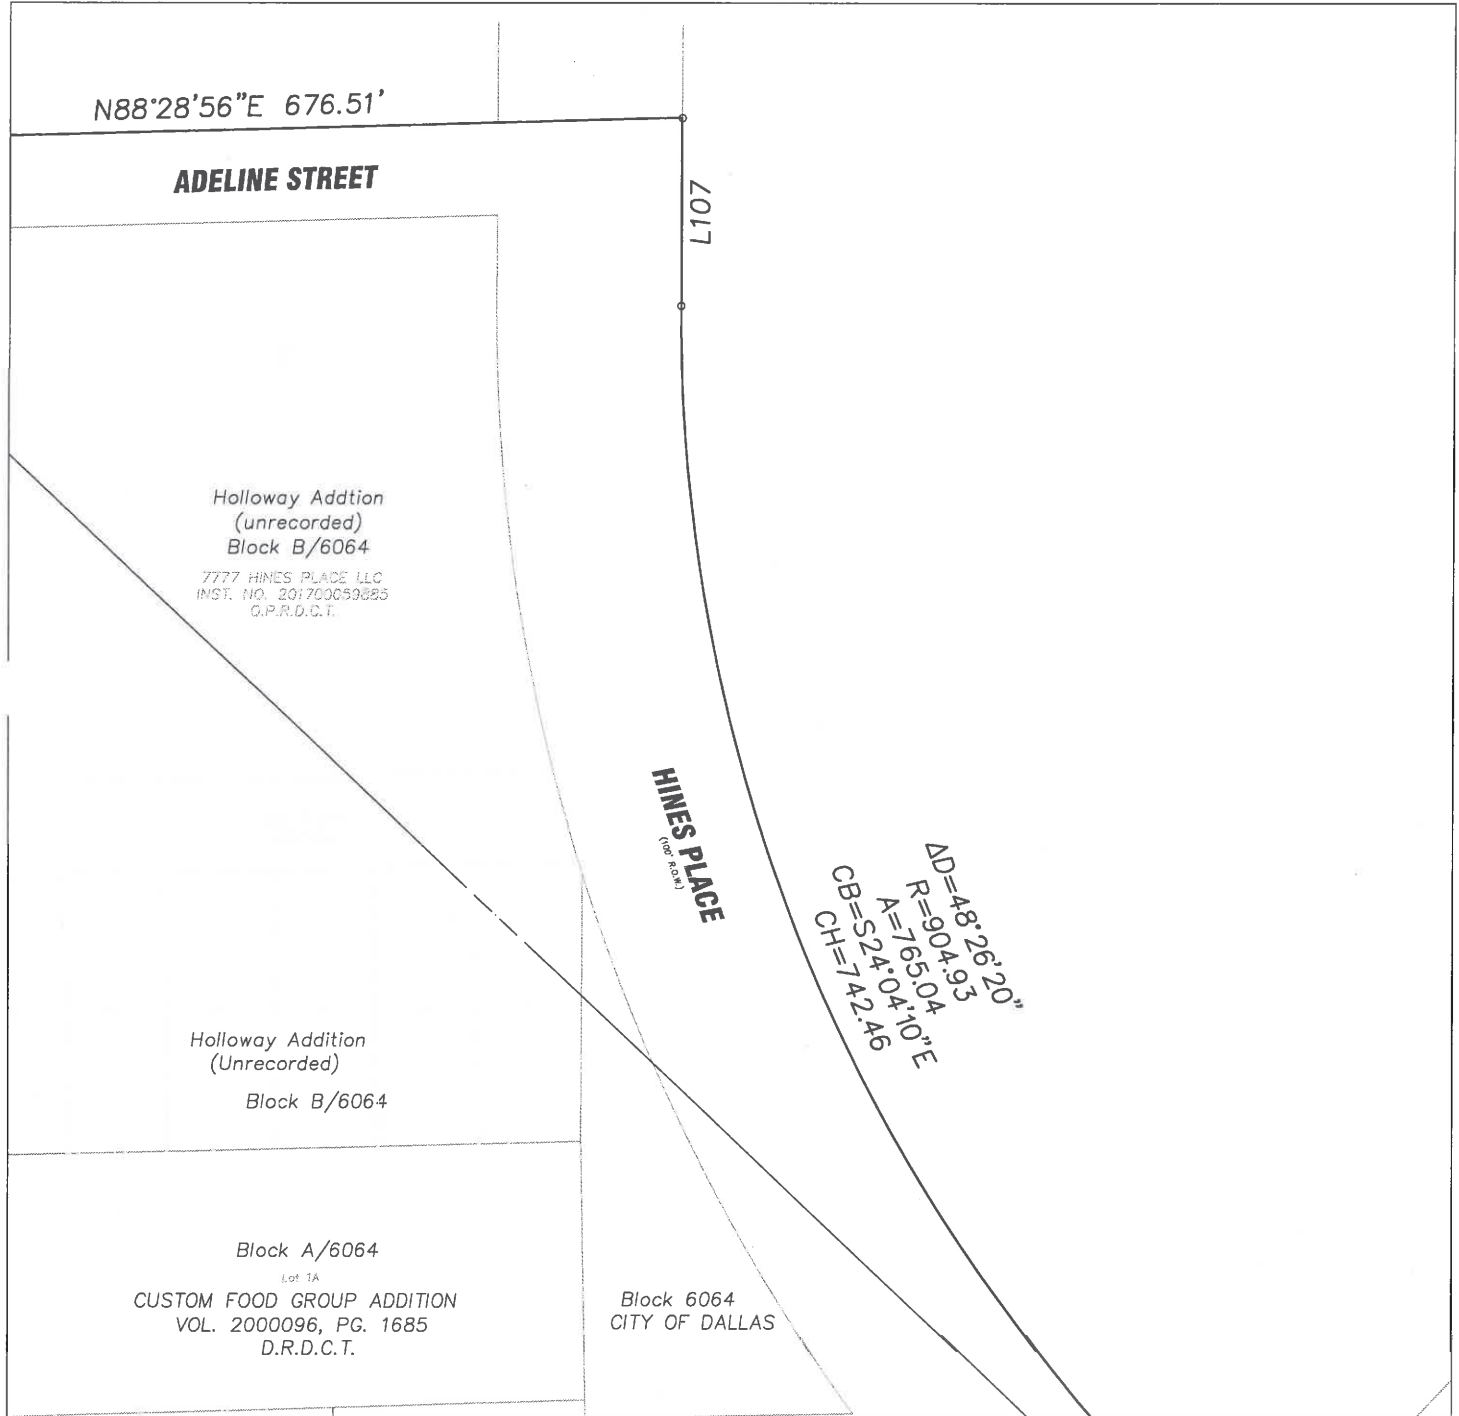 N88°28'56"E 676.51'
ADELINE STREET
L107
Holloway Addtion
(unrecorded)
Block B/6064
7777 HINES PLACE LLC
INST. NO. 201700059885
O.P.R.D.C.T.
HINES PLACE
(100' R.O.W.)
ΔD=48°26'20"
R=904.93
A=765.04
CB=S24°04'10"E
CH=742.46
Holloway Addition
(Unrecorded)
Block B/6064
Block A/6064
Lot 1A
CUSTOM FOOD GROUP ADDITION
VOL. 2000096, PG. 1685
D.R.D.C.T.
Block 6064
CITY OF DALLAS